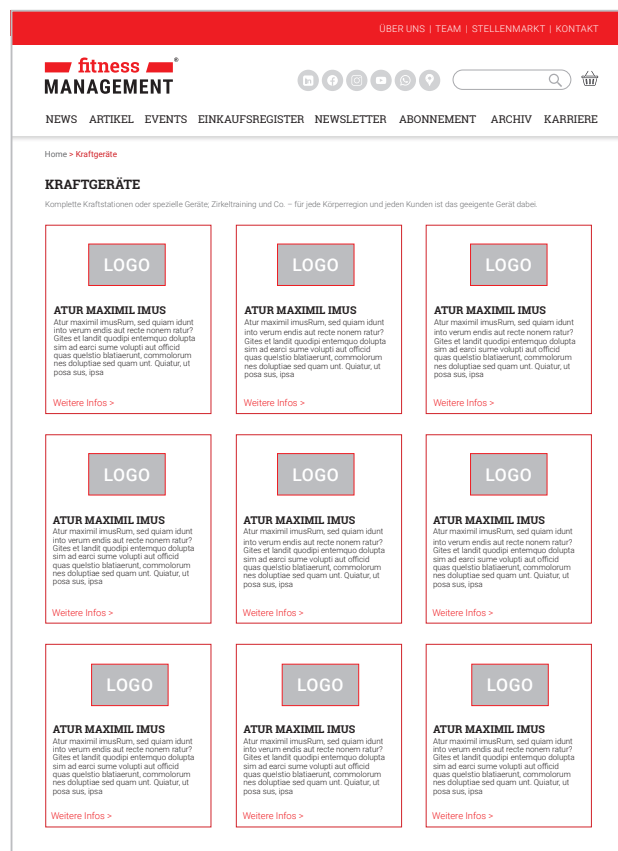 ÜBER UNS | TEAM | STELLENMARKT | KONTAKT
fitness®
MANAGEMENT
NEWS ARTIKEL EVENTS EINKAUFSREGISTER NEWSLETTER ABONNEMENT ARCHIV KARRIERE
Home > Kraftgeräte
KRAFTGERÄTE
Komplette Kraftstationen oder spezielle Geräte; Zirkeltraining und Co. – für jede Körperregion und jeden Kunden ist das geeigente Gerät dabei.
LOGO
ATUR MAXIMIL IMUS
Atur maximil imusRum, sed quiam idunt
into verum endis aut recte nonem ratur?
Gites et landit quodipi entemquo dolupta
sim ad earci sume volupti aut officid
quas quelstio blatiaerunt, commolorum
nes doluptiae sed quam unt. Quiatur, ut
posa sus, ipsa
Weitere Infos >
LOGO
ATUR MAXIMIL IMUS
Atur maximil imusRum, sed quiam idunt
into verum endis aut recte nonem ratur?
Gites et landit quodipi entemquo dolupta
sim ad earci sume volupti aut officid
quas quelstio blatiaerunt, commolorum
nes doluptiae sed quam unt. Quiatur, ut
posa sus, ipsa
Weitere Infos >
LOGO
ATUR MAXIMIL IMUS
Atur maximil imusRum, sed quiam idunt
into verum endis aut recte nonem ratur?
Gites et landit quodipi entemquo dolupta
sim ad earci sume volupti aut officid
quas quelstio blatiaerunt, commolorum
nes doluptiae sed quam unt. Quiatur, ut
posa sus, ipsa
Weitere Infos >
LOGO
ATUR MAXIMIL IMUS
Atur maximil imusRum, sed quiam idunt
into verum endis aut recte nonem ratur?
Gites et landit quodipi entemquo dolupta
sim ad earci sume volupti aut officid
quas quelstio blatiaerunt, commolorum
nes doluptiae sed quam unt. Quiatur, ut
posa sus, ipsa
Weitere Infos >
LOGO
ATUR MAXIMIL IMUS
Atur maximil imusRum, sed quiam idunt
into verum endis aut recte nonem ratur?
Gites et landit quodipi entemquo dolupta
sim ad earci sume volupti aut officid
quas quelstio blatiaerunt, commolorum
nes doluptiae sed quam unt. Quiatur, ut
posa sus, ipsa
Weitere Infos >
LOGO
ATUR MAXIMIL IMUS
Atur maximil imusRum, sed quiam idunt
into verum endis aut recte nonem ratur?
Gites et landit quodipi entemquo dolupta
sim ad earci sume volupti aut officid
quas quelstio blatiaerunt, commolorum
nes doluptiae sed quam unt. Quiatur, ut
posa sus, ipsa
Weitere Infos >
LOGO
ATUR MAXIMIL IMUS
Atur maximil imusRum, sed quiam idunt
into verum endis aut recte nonem ratur?
Gites et landit quodipi entemquo dolupta
sim ad earci sume volupti aut officid
quas quelstio blatiaerunt, commolorum
nes doluptiae sed quam unt. Quiatur, ut
posa sus, ipsa
Weitere Infos >
LOGO
ATUR MAXIMIL IMUS
Atur maximil imusRum, sed quiam idunt
into verum endis aut recte nonem ratur?
Gites et landit quodipi entemquo dolupta
sim ad earci sume volupti aut officid
quas quelstio blatiaerunt, commolorum
nes doluptiae sed quam unt. Quiatur, ut
posa sus, ipsa
Weitere Infos >
LOGO
ATUR MAXIMIL IMUS
Atur maximil imusRum, sed quiam idunt
into verum endis aut recte nonem ratur?
Gites et landit quodipi entemquo dolupta
sim ad earci sume volupti aut officid
quas quelstio blatiaerunt, commolorum
nes doluptiae sed quam unt. Quiatur, ut
posa sus, ipsa
Weitere Infos >